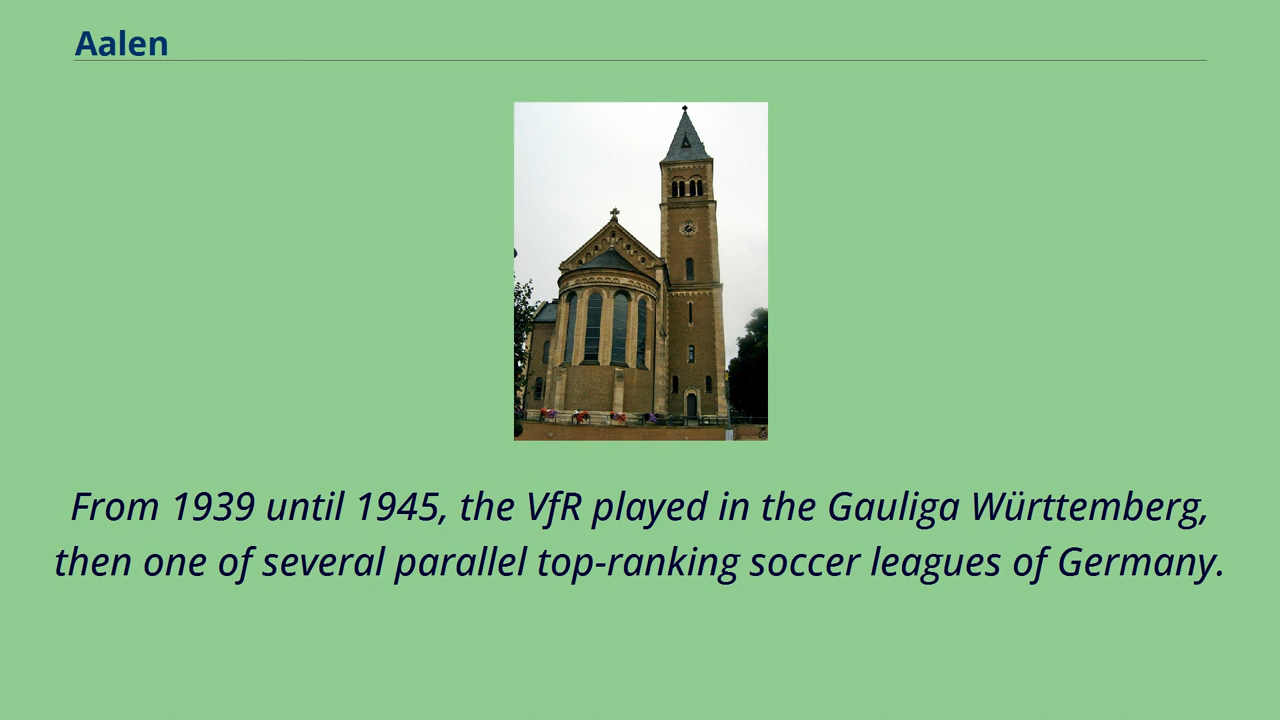 Aalen
From 1939 until 1945, the VfR played in the Gauliga Württemberg,
then one of several parallel top-ranking soccer leagues of Germany.